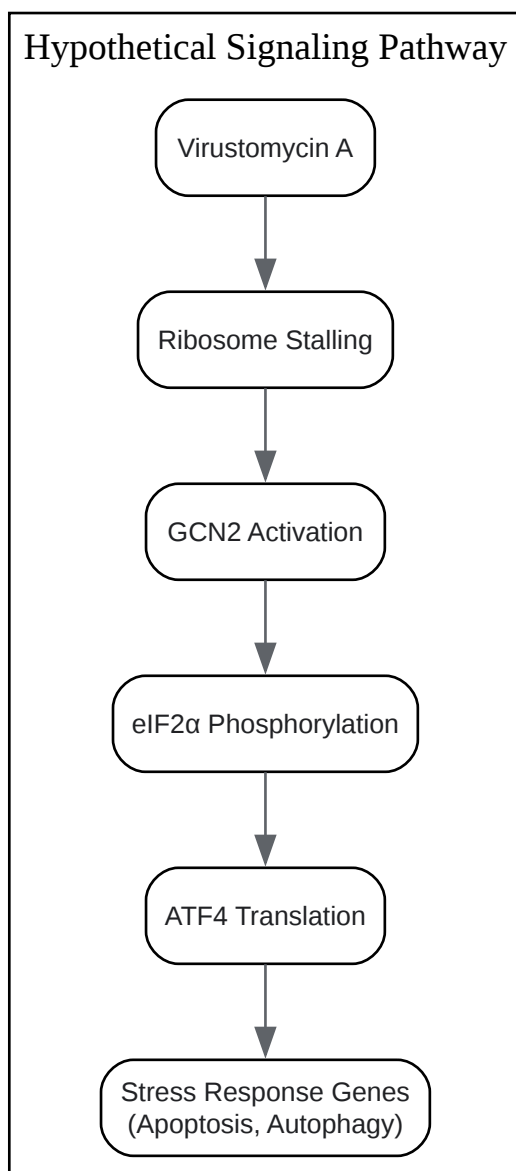 Hypothetical Signaling Pathway
Virustomycin A
Ribosome Stalling
GCN2 Activation
eIF2α Phosphorylation
ATF4 Translation
Stress Response Genes
(Apoptosis, Autophagy)